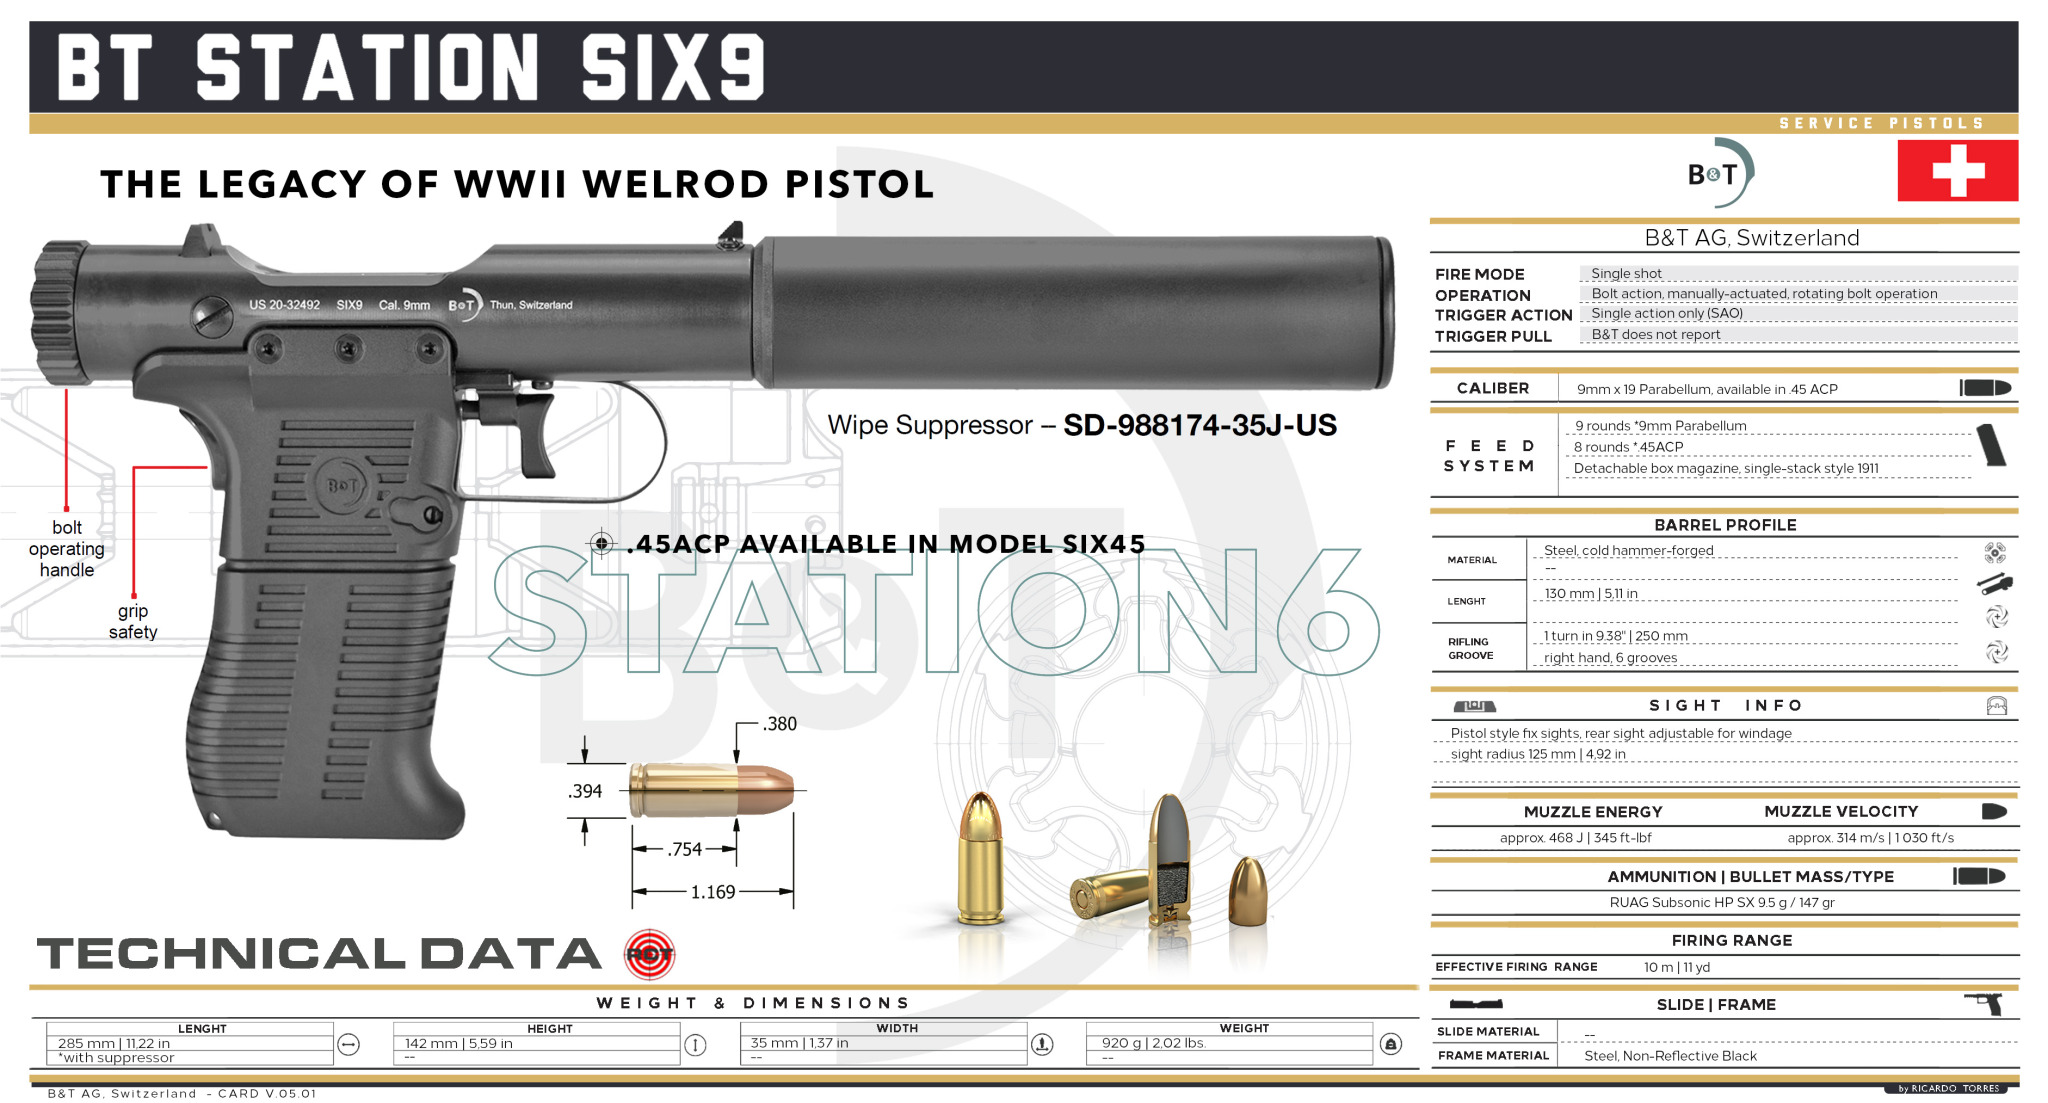 BT STATION SIX9
SERVICE PISTOLS
THE LEGACY OF WWII WELROD PISTOL
B&T
US 20-32492 SIX9 Cal. 9mm B&T Thun, Switzerland
B&T
Wipe Suppressor – SD-988174-35J-US
bolt
operating
handle
grip
safety
.45ACP AVAILABLE IN MODEL SIX45
STATION6
B&T
.380
.394
.754
1.169
B&T AG, Switzerland
FIRE MODE Single shot
OPERATION Bolt action, manually-actuated, rotating bolt operation
TRIGGER ACTION Single action only (SAO)
TRIGGER PULL B&T does not report
CALIBER 9mm x 19 Parabellum, available in .45 ACP
FEED
SYSTEM
9 rounds *9mm Parabellum
8 rounds *.45ACP
Detachable box magazine, single-stack style 1911
BARREL PROFILE
MATERIAL Steel, cold hammer-forged
--
LENGHT 130 mm | 5,11 in
RIFLING
GROOVE
1 turn in 9.38" | 250 mm
right hand, 6 grooves
SIGHT INFO
Pistol style fix sights, rear sight adjustable for windage
sight radius 125 mm | 4,92 in
MUZZLE ENERGY MUZZLE VELOCITY
approx. 468 J | 345 ft-lbf approx. 314 m/s | 1 030 ft/s
AMMUNITION | BULLET MASS/TYPE
RUAG Subsonic HP SX 9.5 g / 147 gr
FIRING RANGE
EFFECTIVE FIRING RANGE 10 m | 11 yd
SLIDE | FRAME
SLIDE MATERIAL --
FRAME MATERIAL Steel, Non-Reflective Black
TECHNICAL DATA RDT
WEIGHT & DIMENSIONS
LENGHT HEIGHT WIDTH WEIGHT
285 mm | 11,22 in 142 mm | 5,59 in 35 mm | 1,37 in 920 g | 2,02 lbs.
*with suppressor -- -- --
B&T AG, Switzerland - CARD V.05.01
by RICARDO TORRES